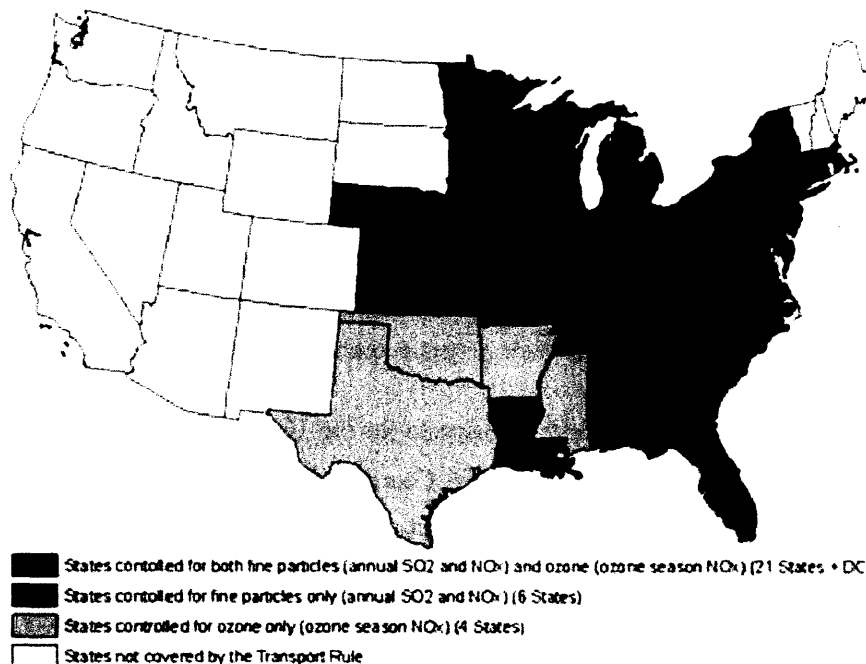 States controlled for both fine particles (annual SO2 and NOx) and ozone (ozone season NOx) (21 States + DC
States controlled for fine particles only (annual SO2 and NOx) (6 States)
States controlled for ozone only (ozone season NOx) (4 States)
States not covered by the Transport Rule